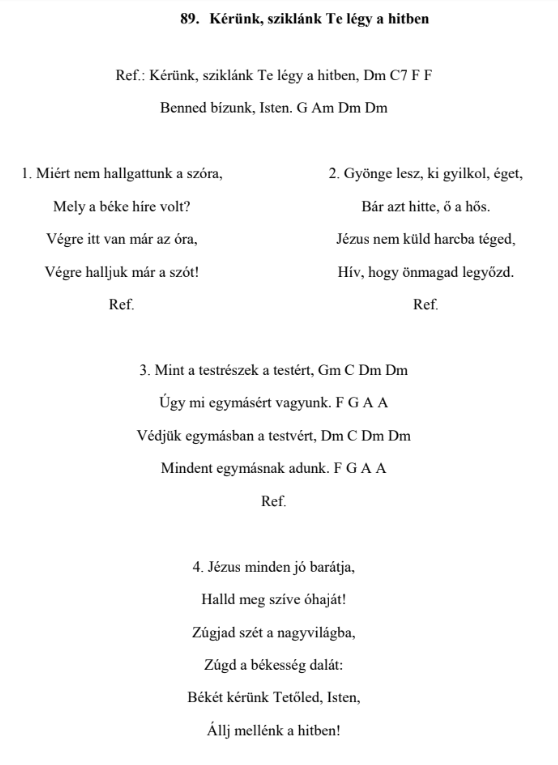 89. Kérünk, sziklánk Te légy a hitben
Ref.: Kérünk, sziklánk Te légy a hitben, Dm C7 F F
Benned bízunk, Isten. G Am Dm Dm
1. Miért nem hallgattunk a szóra,
Mely a béke híre volt?
Végre itt van már az óra,
Végre halljuk már a szót!
Ref.
2. Gyönge lesz, ki gyilkol, éget,
Bár azt hitte, ő a hős.
Jézus nem küld harcba téged,
Hív, hogy önmagad legyőzd.
Ref.
3. Mint a testrészek a testért, Gm C Dm Dm
Úgy mi egymásért vagyunk. F G A A
Védjük egymásban a testvért, Dm C Dm Dm
Mindent egymásnak adunk. F G A A
Ref.
4. Jézus minden jó barátja,
Halld meg szíve óhaját!
Zúgjad szét a nagyvilágba,
Zúgd a békesség dalát:
Békét kérünk Tetőled, Isten,
Állj mellénk a hitben!